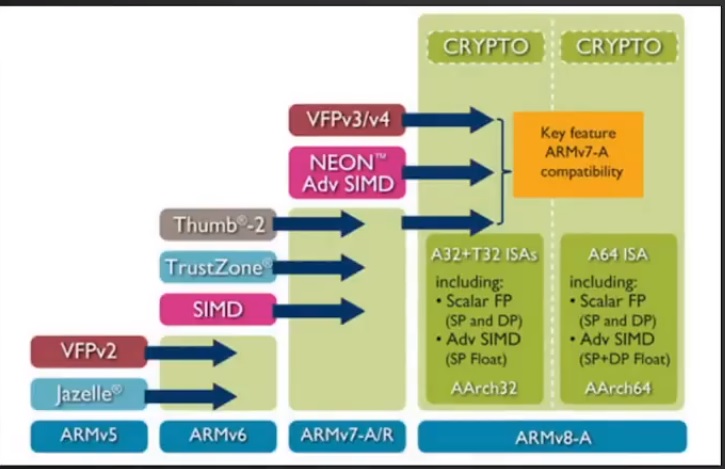 CRYPTO
CRYPTO
VFPv3/v4
Key feature
ARMv7-A
compatibility
NEON™
Adv SIMD
Thumb®-2
TrustZone®
SIMD
A32+T32 ISAs
including:
• Scalar FP
(SP and DP)
• Adv SIMD
(SP Float)
AArch32
A64 ISA
including:
• Scalar FP
(SP and DP)
• Adv SIMD
(SP+DP Float)
AArch64
VFPv2
Jazelle®
ARMv5
ARMv6
ARMv7-A/R
ARMv8-A